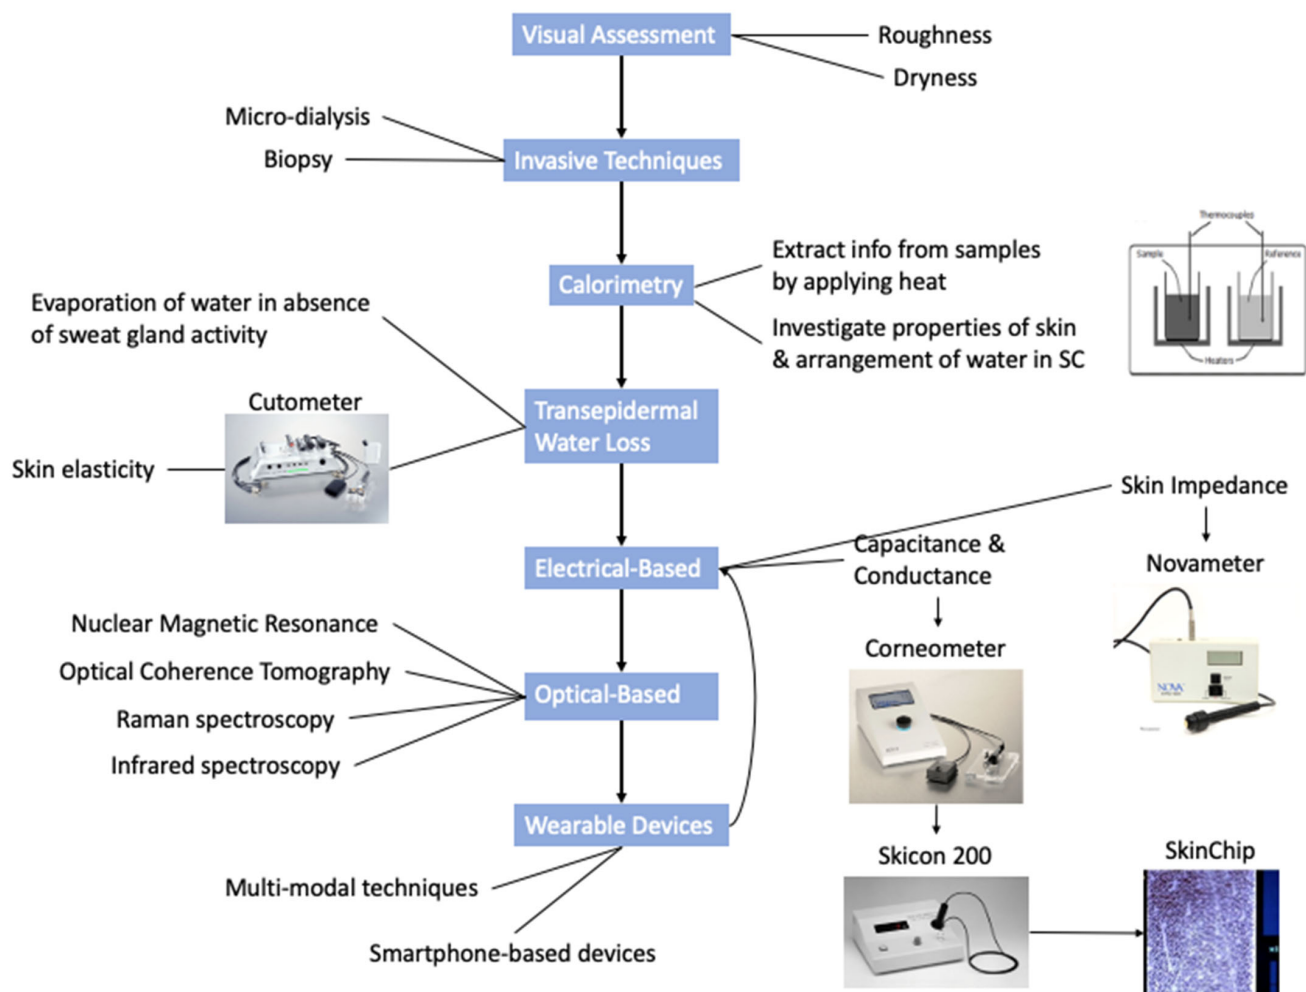 Visual Assessment
Roughness
Dryness
Micro-dialysis
Biopsy
Invasive Techniques
Calorimetry
Extract info from samples
by applying heat
Investigate properties of skin
& arrangement of water in SC
Thermocouples
Sample
Reference
Heaters
Evaporation of water in absence
of sweat gland activity
Cutometer
Skin elasticity
Transepidermal
Water Loss
Electrical-Based
Skin Impedance
Capacitance &
Conductance
Novameter
NOVA
Corneometer
Nuclear Magnetic Resonance
Optical Coherence Tomography
Raman spectroscopy
Infrared spectroscopy
Optical-Based
Wearable Devices
Multi-modal techniques
Smartphone-based devices
Skicon 200
SkinChip